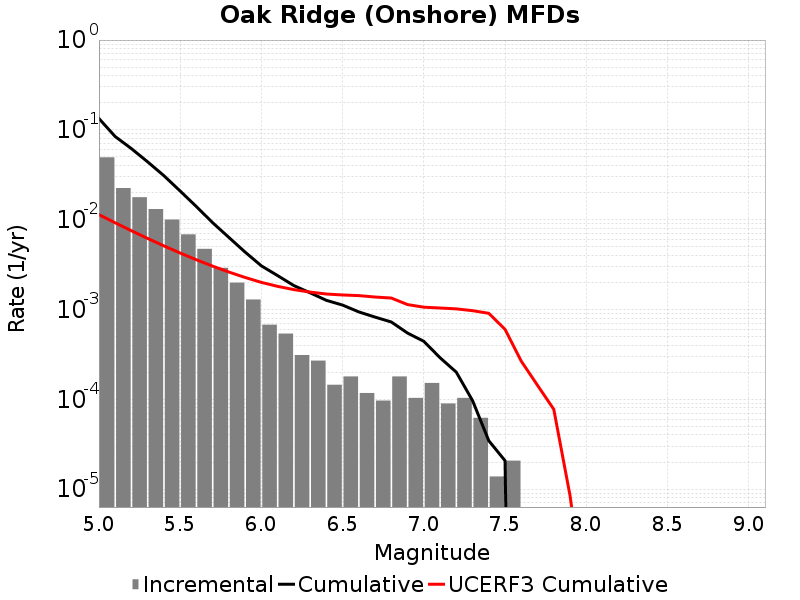 Oak Ridge (Onshore) MFDs
10^0
10^-1
10^-2
10^-3
10^-4
10^-5
Rate (1/yr)
5.0 5.5 6.0 6.5 7.0 7.5 8.0 8.5 9.0
Magnitude
Incremental Cumulative UCERF3 Cumulative